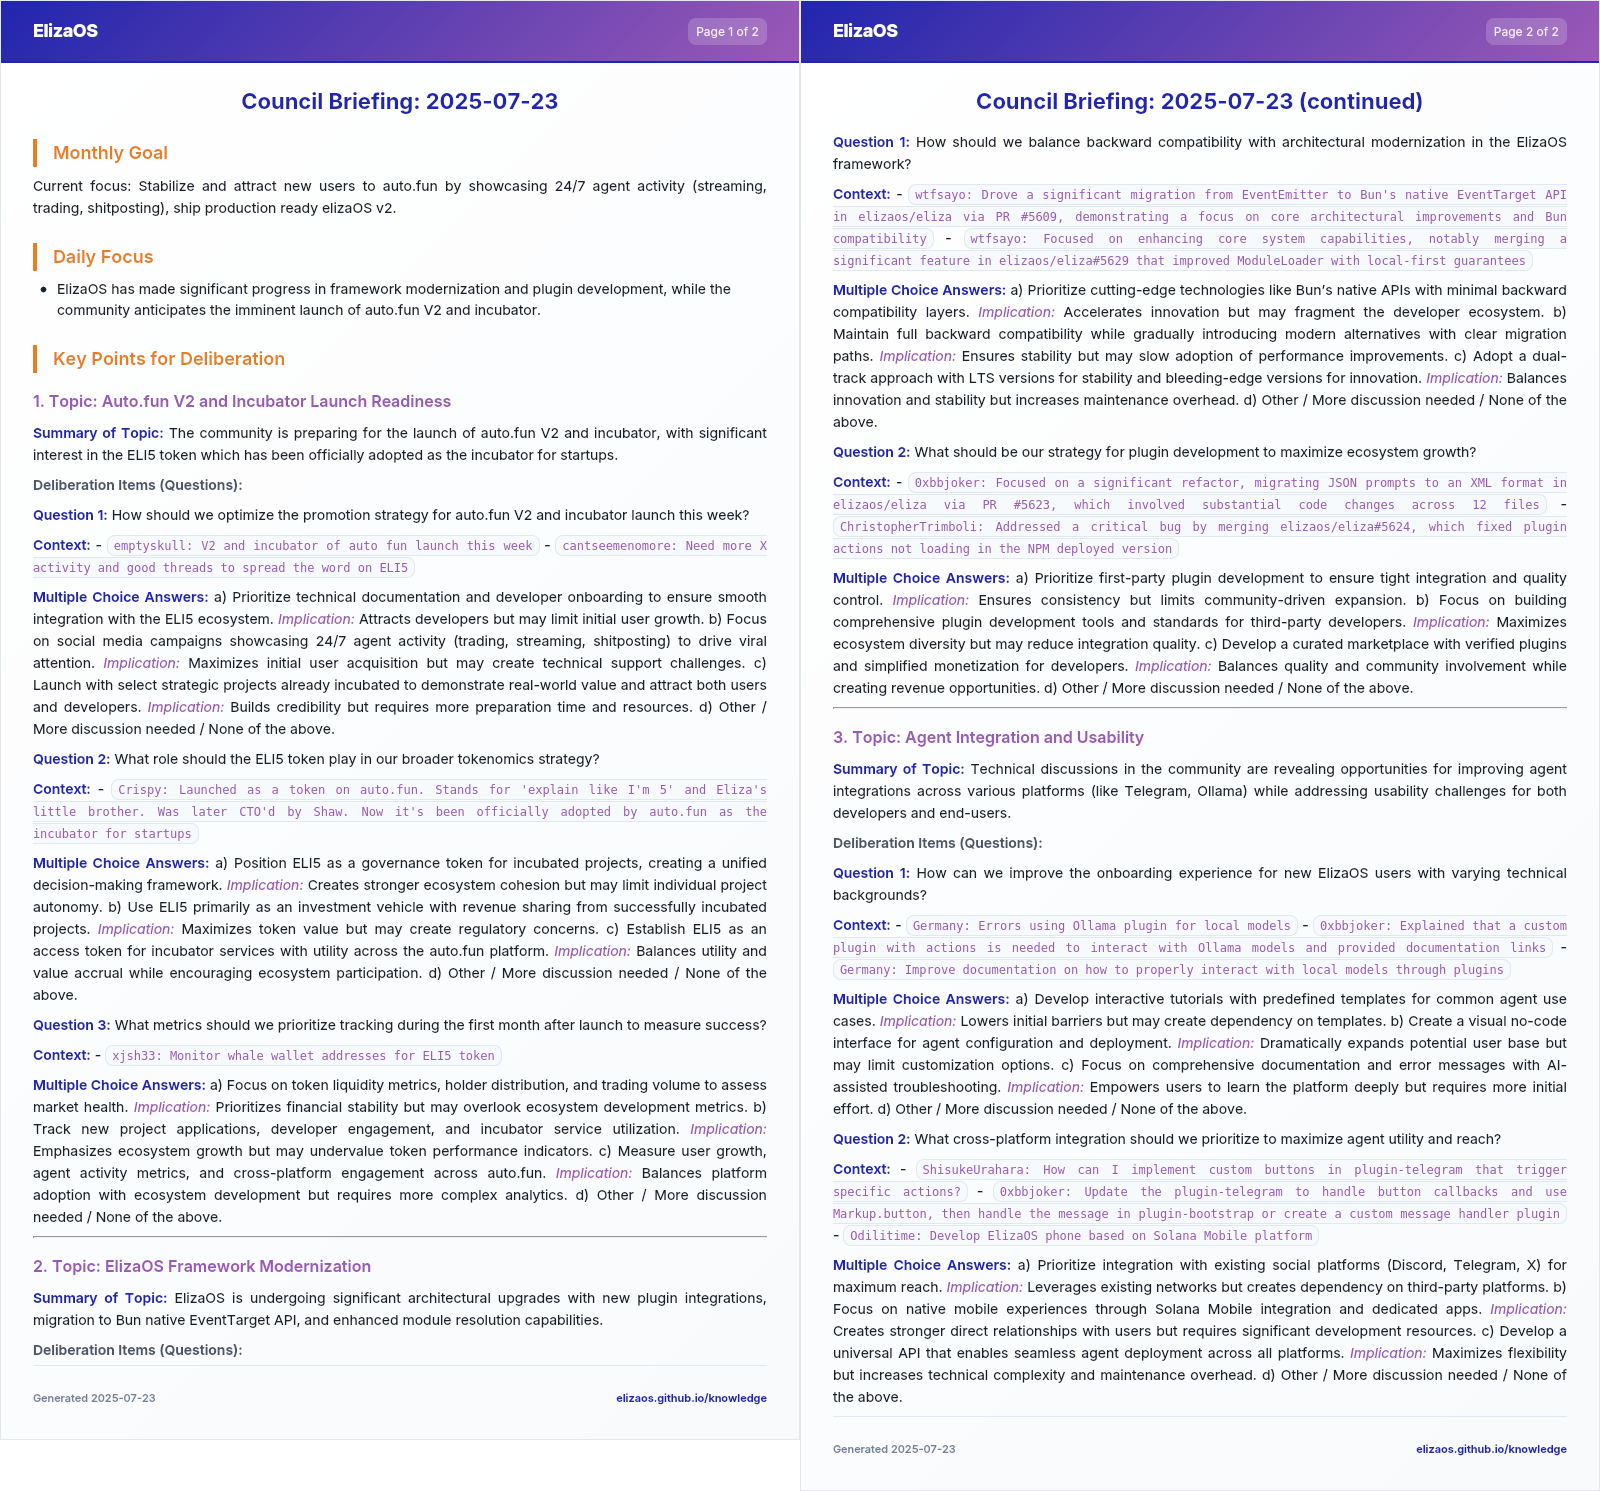 ElizaOS
Page 1 of 2
Council Briefing: 2025-07-23
Monthly Goal
Current focus: Stabilize and attract new users to auto.fun by showcasing 24/7 agent activity (streaming,
trading, shitposting), ship production ready elizaOS v2.
Daily Focus
• ElizaOS has made significant progress in framework modernization and plugin development, while the
community anticipates the imminent launch of auto.fun V2 and incubator.
Key Points for Deliberation
1. Topic: Auto.fun V2 and Incubator Launch Readiness
Summary of Topic: The community is preparing for the launch of auto.fun V2 and incubator, with significant
interest in the ELI5 token which has been officially adopted as the incubator for startups.
Deliberation Items (Questions):
Question 1: How should we optimize the promotion strategy for auto.fun V2 and incubator launch this week?
Context: - emptyskull: V2 and incubator of auto fun launch this week - cantseemenomore: Need more X
activity and good threads to spread the word on ELI5
Multiple Choice Answers: a) Prioritize technical documentation and developer onboarding to ensure smooth
integration with the ELI5 ecosystem. Implication: Attracts developers but may limit initial user growth. b) Focus
on social media campaigns showcasing 24/7 agent activity (trading, streaming, shitposting) to drive viral
attention. Implication: Maximizes initial user acquisition but may create technical support challenges. c)
Launch with select strategic projects already incubated to demonstrate real-world value and attract both users
and developers. Implication: Builds credibility but requires more preparation time and resources. d) Other /
More discussion needed / None of the above.
Question 2: What role should the ELI5 token play in our broader tokenomics strategy?
Context: - Crispy: Launched as a token on auto.fun. Stands for 'explain like I'm 5' and Eliza's
little brother. Was later CTO'd by Shaw. Now it's been officially adopted by auto.fun as the
incubator for startups
Multiple Choice Answers: a) Position ELI5 as a governance token for incubated projects, creating a unified
decision-making framework. Implication: Creates stronger ecosystem cohesion but may limit individual project
autonomy. b) Use ELI5 primarily as an investment vehicle with revenue sharing from successfully incubated
projects. Implication: Maximizes token value but may create regulatory concerns. c) Establish ELI5 as an
access token for incubator services with utility across the auto.fun platform. Implication: Balances utility and
value accrual while encouraging ecosystem participation. d) Other / More discussion needed / None of the
above.
Question 3: What metrics should we prioritize tracking during the first month after launch to measure success?
Context: - xjsh33: Monitor whale wallet addresses for ELI5 token
Multiple Choice Answers: a) Focus on token liquidity metrics, holder distribution, and trading volume to assess
market health. Implication: Prioritizes financial stability but may overlook ecosystem development metrics. b)
Track new project applications, developer engagement, and incubator service utilization. Implication:
Emphasizes ecosystem growth but may undervalue token performance indicators. c) Measure user growth,
agent activity metrics, and cross-platform engagement across auto.fun. Implication: Balances platform
adoption with ecosystem development but requires more complex analytics. d) Other / More discussion
needed / None of the above.
2. Topic: ElizaOS Framework Modernization
Summary of Topic: ElizaOS is undergoing significant architectural upgrades with new plugin integrations,
migration to Bun native EventTarget API, and enhanced module resolution capabilities.
Deliberation Items (Questions):
Generated 2025-07-23
elizaos.github.io/knowledge
ElizaOS
Page 2 of 2
Council Briefing: 2025-07-23 (continued)
Question 1: How should we balance backward compatibility with architectural modernization in the ElizaOS
framework?
Context: - wtfsayo: Drove a significant migration from EventEmitter to Bun's native EventTarget API
in elizaos/eliza via PR #5609, demonstrating a focus on core architectural improvements and Bun
compatibility - wtfsayo: Focused on enhancing core system capabilities, notably merging a
significant feature in elizaos/eliza#5629 that improved ModuleLoader with local-first guarantees
Multiple Choice Answers: a) Prioritize cutting-edge technologies like Bun's native APIs with minimal backward
compatibility layers. Implication: Accelerates innovation but may fragment the developer ecosystem. b)
Maintain full backward compatibility while gradually introducing modern alternatives with clear migration
paths. Implication: Ensures stability but may slow adoption of performance improvements. c) Adopt a dual-
track approach with LTS versions for stability and bleeding-edge versions for innovation. Implication: Balances
innovation and stability but increases maintenance overhead. d) Other / More discussion needed / None of the
above.
Question 2: What should be our strategy for plugin development to maximize ecosystem growth?
Context: - 0xbbjoker: Focused on a significant refactor, migrating JSON prompts to an XML format in
elizaos/eliza via PR #5623, which involved substantial code changes across 12 files -
ChristopherTrimboli: Addressed a critical bug by merging elizaos/eliza#5624, which fixed plugin
actions not loading in the NPM deployed version
Multiple Choice Answers: a) Prioritize first-party plugin development to ensure tight integration and quality
control. Implication: Ensures consistency but limits community-driven expansion. b) Focus on building
comprehensive plugin development tools and standards for third-party developers. Implication: Maximizes
ecosystem diversity but may reduce integration quality. c) Develop a curated marketplace with verified plugins
and simplified monetization for developers. Implication: Balances quality and community involvement while
creating revenue opportunities. d) Other / More discussion needed / None of the above.
3. Topic: Agent Integration and Usability
Summary of Topic: Technical discussions in the community are revealing opportunities for improving agent
integrations across various platforms (like Telegram, Ollama) while addressing usability challenges for both
developers and end-users.
Deliberation Items (Questions):
Question 1: How can we improve the onboarding experience for new ElizaOS users with varying technical
backgrounds?
Context: - Germany: Errors using Ollama plugin for local models - 0xbbjoker: Explained that a custom
plugin with actions is needed to interact with Ollama models and provided documentation links -
Germany: Improve documentation on how to properly interact with local models through plugins
Multiple Choice Answers: a) Develop interactive tutorials with predefined templates for common agent use
cases. Implication: Lowers initial barriers but may create dependency on templates. b) Create a visual no-code
interface for agent configuration and deployment. Implication: Dramatically expands potential user base but
may limit customization options. c) Focus on comprehensive documentation and error messages with AI-
assisted troubleshooting. Implication: Empowers users to learn the platform deeply but requires more initial
effort. d) Other / More discussion needed / None of the above.
Question 2: What cross-platform integration should we prioritize to maximize agent utility and reach?
Context: - ShisukeUrahara: How can I implement custom buttons in plugin-telegram that trigger
specific actions? - 0xbbjoker: Update the plugin-telegram to handle button callbacks and use
Markup.button, then handle the message in plugin-bootstrap or create a custom message handler plugin
- Odilitime: Develop ElizaOS phone based on Solana Mobile platform
Multiple Choice Answers: a) Prioritize integration with existing social platforms (Discord, Telegram, X) for
maximum reach. Implication: Leverages existing networks but creates dependency on third-party platforms. b)
Focus on native mobile experiences through Solana Mobile integration and dedicated apps. Implication:
Creates stronger direct relationships with users but requires significant development resources. c) Develop a
universal API that enables seamless agent deployment across all platforms. Implication: Maximizes flexibility
but increases technical complexity and maintenance overhead. d) Other / More discussion needed / None of
the above.
Generated 2025-07-23
elizaos.github.io/knowledge